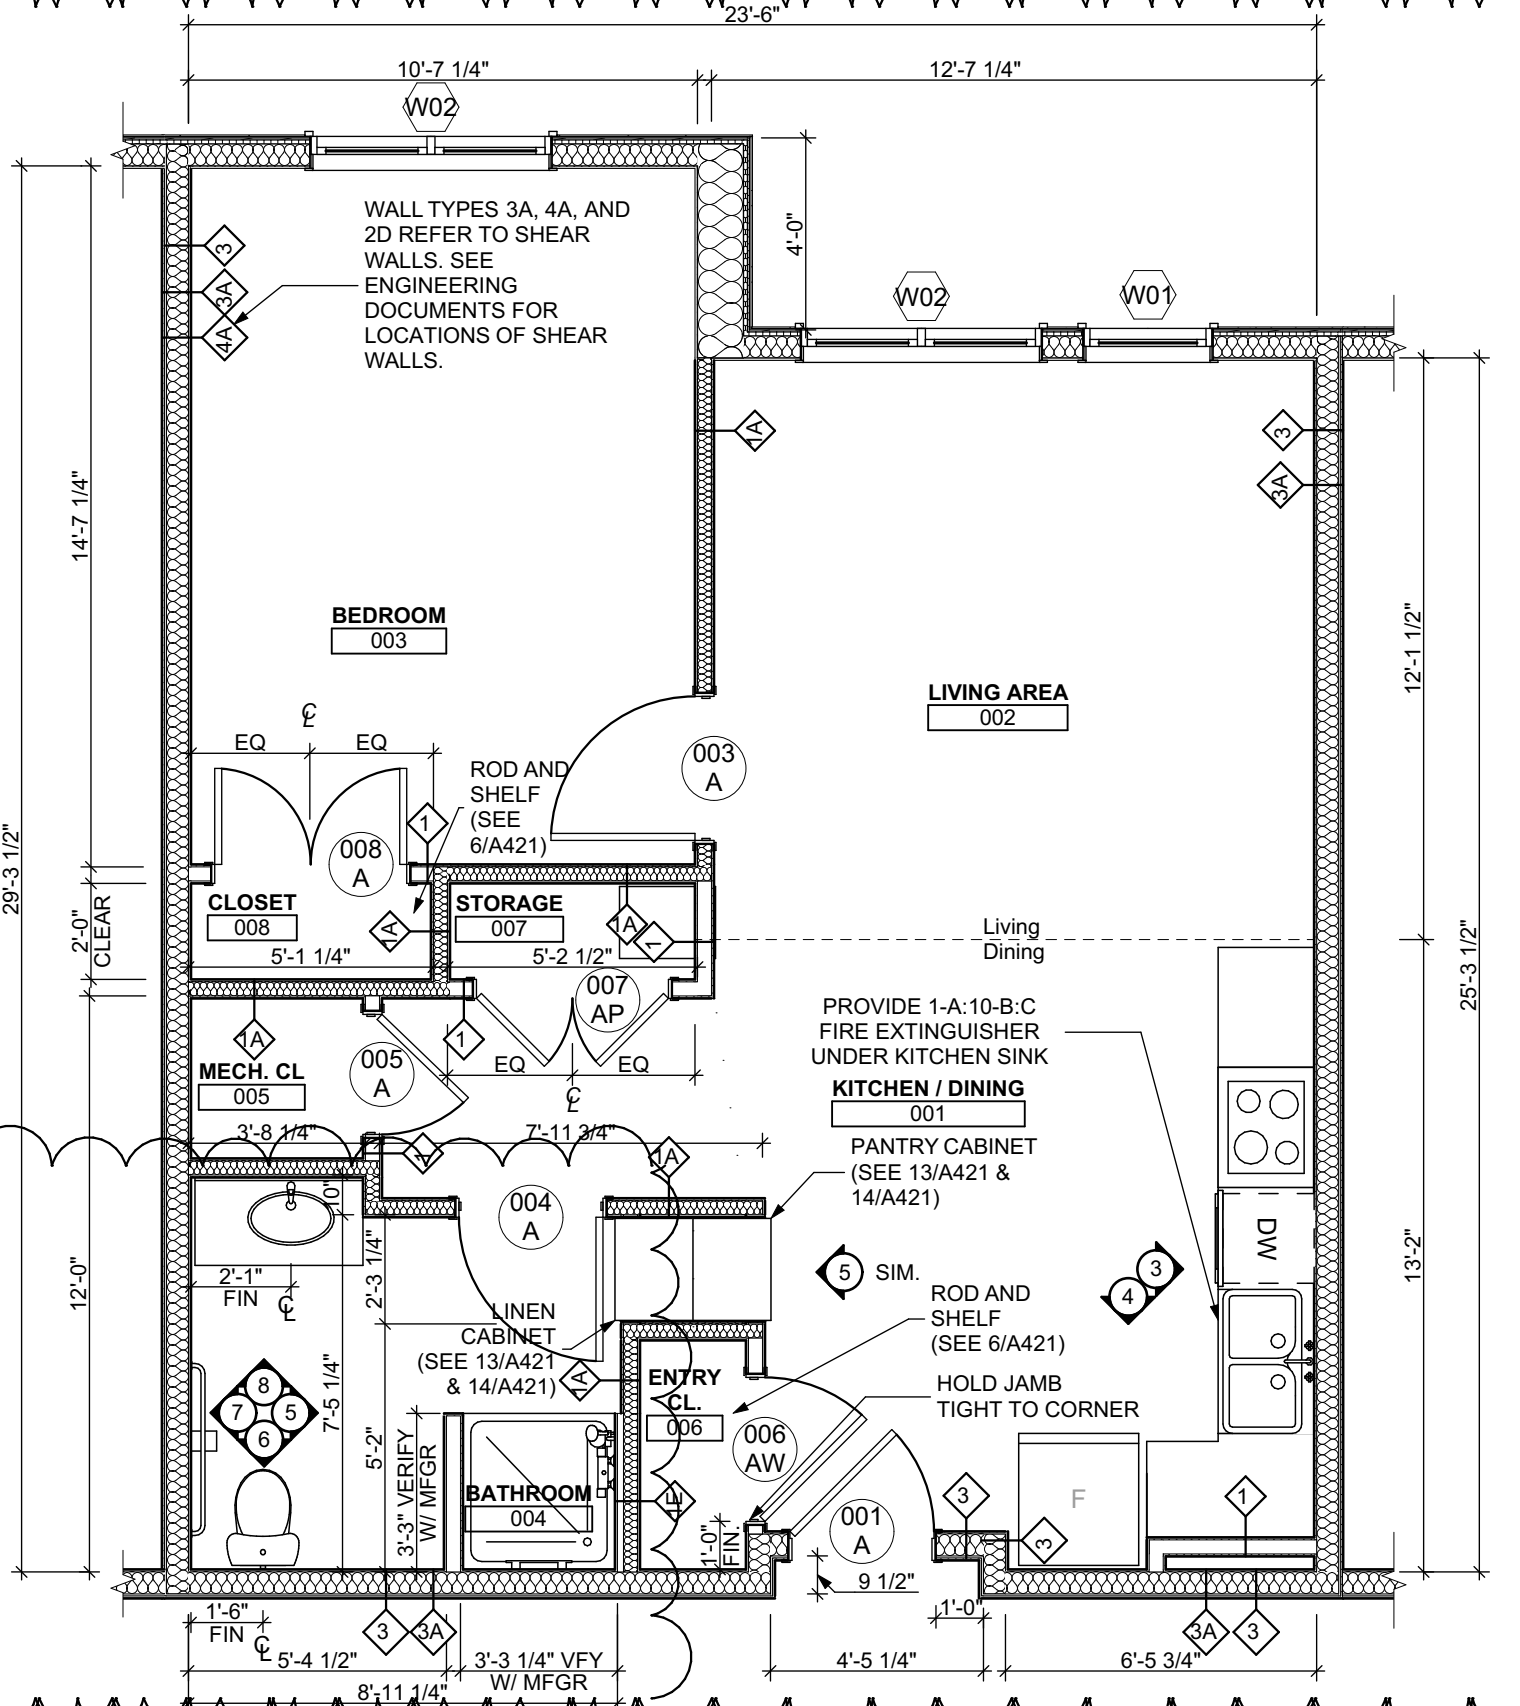 23'-6"
10'-7 1/4"
12'-7 1/4"
W02
WALL TYPES 3A, 4A, AND
2D REFER TO SHEAR
WALLS. SEE
ENGINEERING
DOCUMENTS FOR
LOCATIONS OF SHEAR
WALLS.
3
3A
4A
4'-0"
W02
W01
1A
3
3A
14'-7 1/4"
29'-3 1/2"
2'-0"
CLEAR
12'-0"
12'-1 1/2"
25'-3 1/2"
13'-2"
BEDROOM
003
LIVING AREA
002
EQ
EQ
ROD AND
SHELF
(SEE
6/A421)
003
A
1
008
A
CLOSET
008
STORAGE
007
1A
1A
1
5'-1 1/4"
5'-2 1/2"
Living
Dining
007
AP
PROVIDE 1-A:10-B:C
FIRE EXTINGUISHER
UNDER KITCHEN SINK
1A
1
005
A
EQ
EQ
MECH. CL
005
KITCHEN / DINING
001
3'-8 1/4"
7'-11 3/4"
1A
PANTRY CABINET
(SEE 13/A421 &
14/A421)
10"
004
A
DW
2'-1"
FIN
2'-3 1/4"
5
SIM.
3
4
LINEN
CABINET
(SEE 13/A421
& 14/A421)
ROD AND
SHELF
(SEE 6/A421)
1A
ENTRY
CL.
006
HOLD JAMB
TIGHT TO CORNER
8
7
5
6
7'-5 1/4"
5'-2"
3'-3" VERIFY
W/ MFGR
006
AW
BATHROOM
004
1E
1'-0"
FIN.
001
A
3
3
F
1
9 1/2"
1'-6"
FIN
3
3A
1'-0"
3A
3
5'-4 1/2"
3'-3 1/4" VFY
W/ MFGR
4'-5 1/4"
6'-5 3/4"
8'-11 1/4"